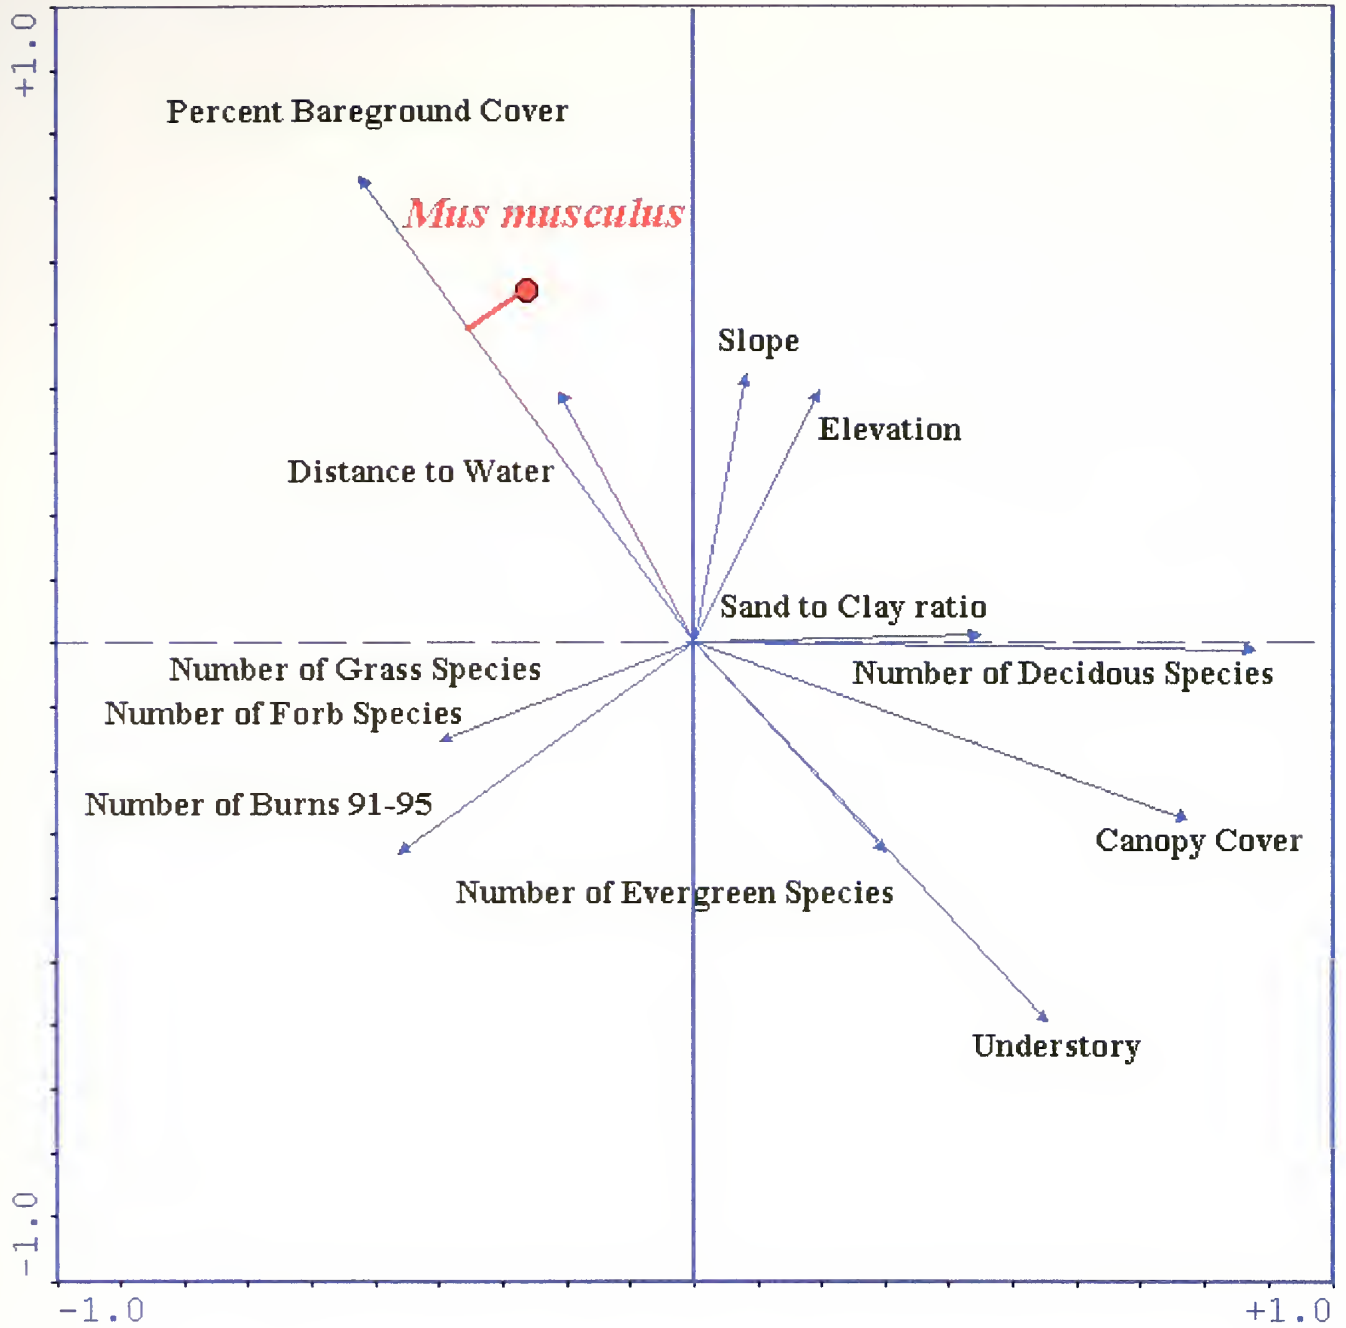 +1.0
Percent Bareground Cover
Mus musculus
Slope
Elevation
Distance to Water
Sand to Clay ratio
Number of Grass Species
Number of Decidous Species
Number of Forb Species
Number of Burns 91-95
Canopy Cover
Number of Evergreen Species
Understory
-1.0
-1.0
+1.0